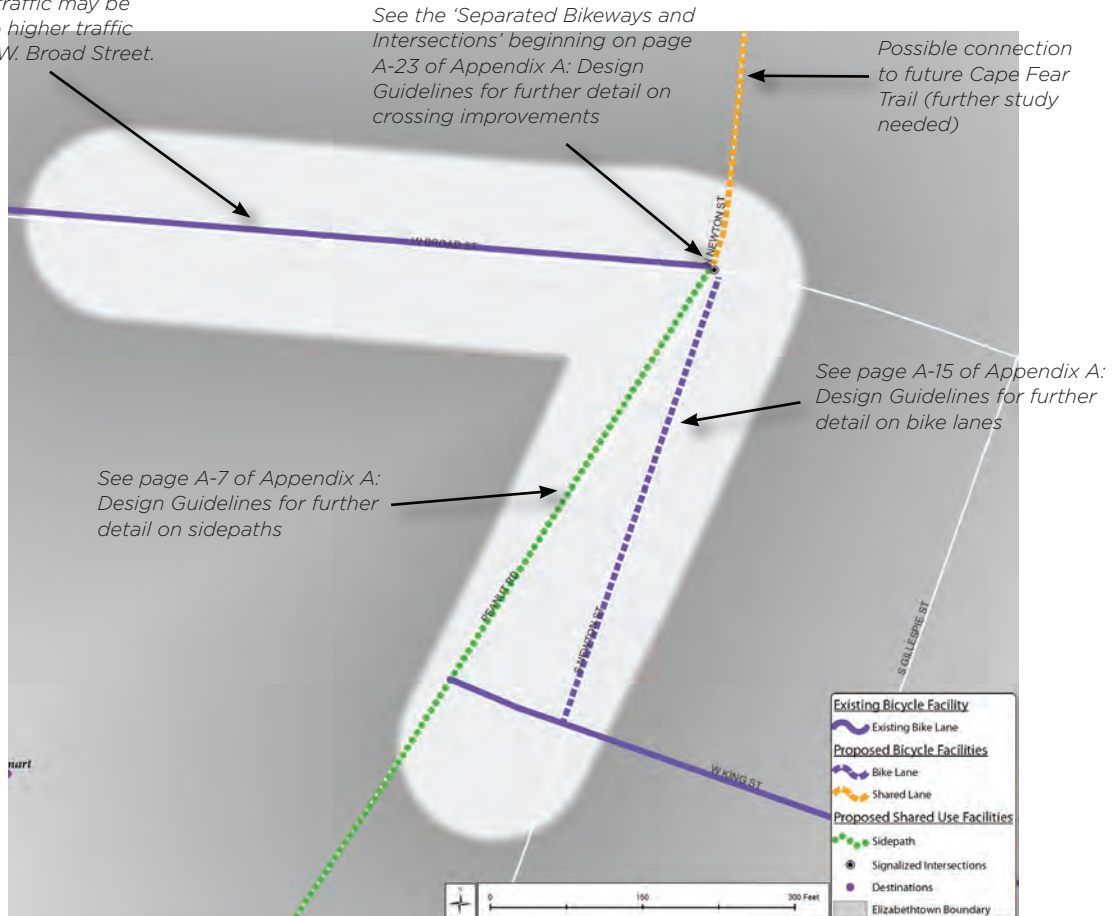 traffic may be
higher traffic
W. Broad Street.
See the ‘Separated Bikeways and
Intersections’ beginning on page
A-23 of Appendix A: Design
Guidelines for further detail on
crossing improvements
Possible connection
to future Cape Fear
Trail (further study
needed)
W BROAD ST
N NEWTON ST
See page A-15 of Appendix A:
Design Guidelines for further
detail on bike lanes
See page A-7 of Appendix A:
Design Guidelines for further
detail on sidepaths
PEANUT RD
S NEWTON ST
S GILLESPIE ST
W KING ST
mart
Existing Bicycle Facility
Existing Bike Lane
Proposed Bicycle Facilities
Bike Lane
Shared Lane
Proposed Shared Use Facilities
Sidepath
Signalized Intersections
Destinations
Elizabethtown Boundary
0 150 300 Feet